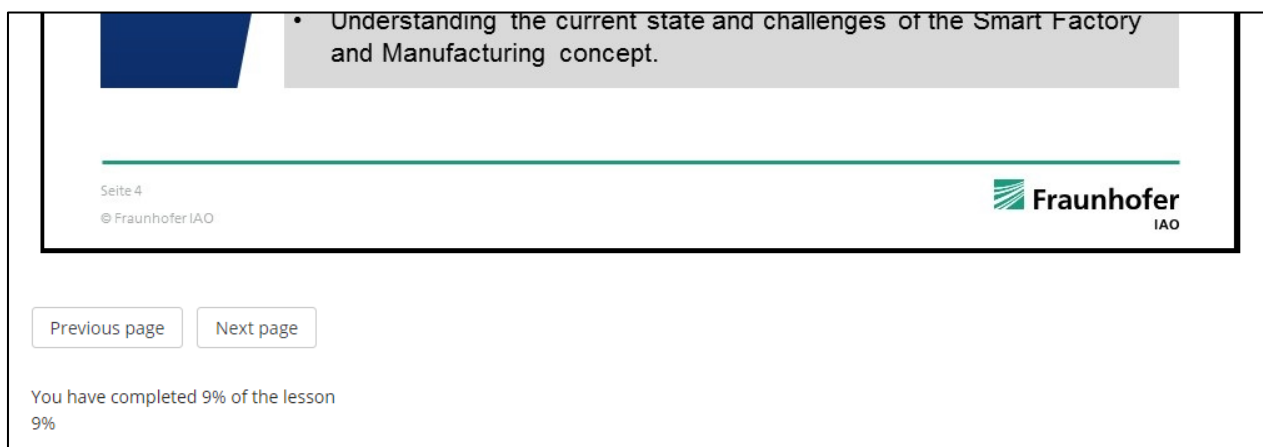 • Understanding the current state and challenges of the Smart Factory
and Manufacturing concept.
Seite 4
© Fraunhofer IAO
Fraunhofer
IAO
Previous page Next page
You have completed 9% of the lesson
9%